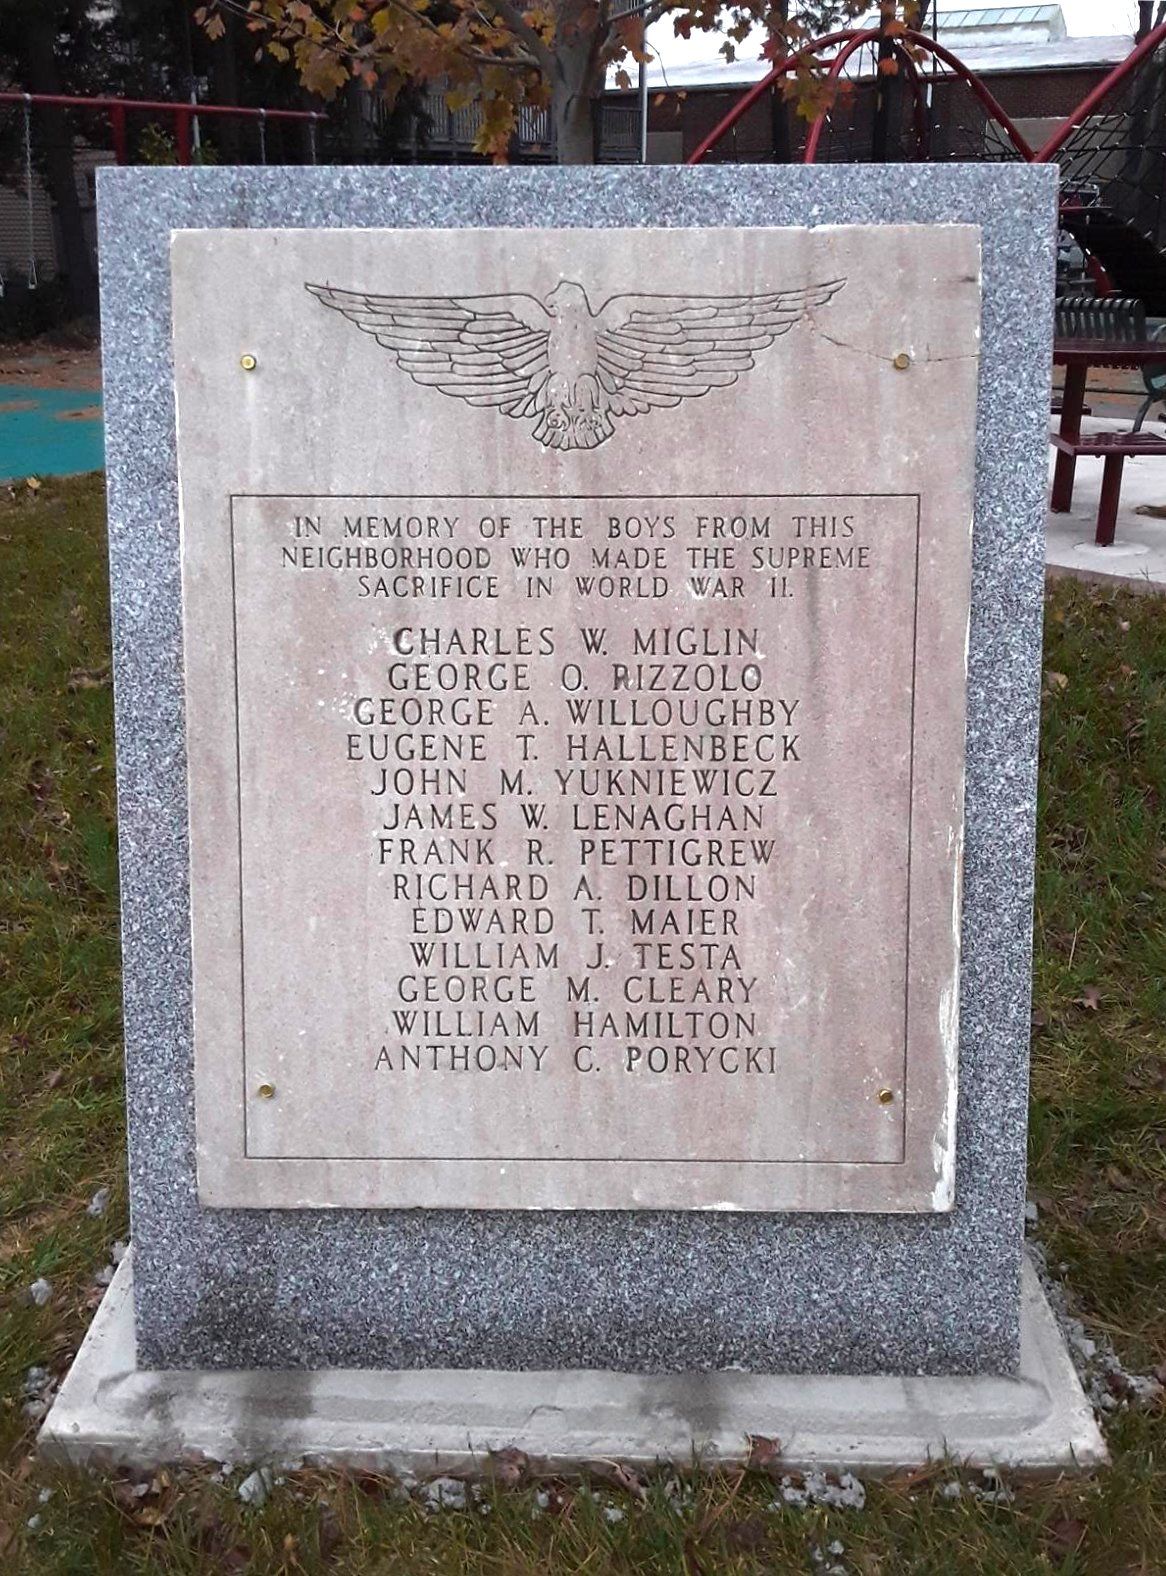 IN MEMORY OF THE BOYS FROM THIS
NEIGHBORHOOD WHO MADE THE SUPREME
SACRIFICE IN WORLD WAR II.
CHARLES W. MIGLIN
GEORGE O. RIZZOLO
GEORGE A. WILLOUGHBY
EUGENE T. HALLENBECK
JOHN M. YUKNIEWICZ
JAMES W. LENAGHAN
FRANK R. PETTIGREW
RICHARD A. DILLON
EDWARD T. MAIER
WILLIAM J. TESTA
GEORGE M. CLEARY
WILLIAM HAMILTON
ANTHONY C. PORYCKI